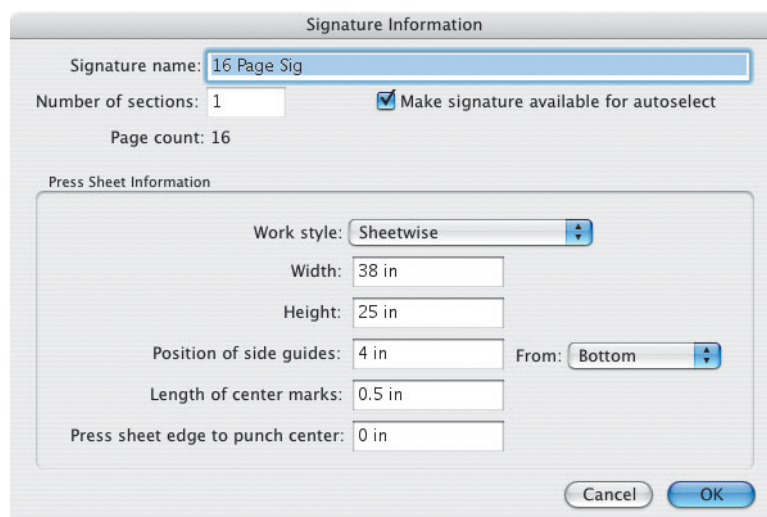 Signature Information
Signature name: 16 Page Sig
Number of sections: 1 Make signature available for autoselect
Page count: 16
Press Sheet Information
Work style: Sheetwise
Width: 38 in
Height: 25 in
Position of side guides: 4 in From: Bottom
Length of center marks: 0.5 in
Press sheet edge to punch center: 0 in
Cancel OK